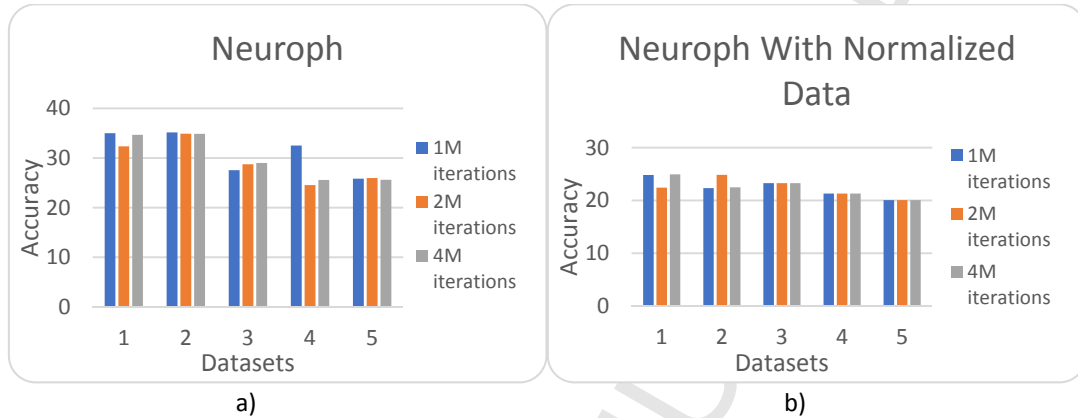 Neuroph
40
30
20
10
0
Accuracy
1 2 3 4 5
Datasets
1M
iterations
2M
iterations
4M
iterations
a)
Neuroph With Normalized
Data
30
20
10
0
Accuracy
1 2 3 4 5
Datasets
1M
iterations
2M
iterations
4M
iterations
b)